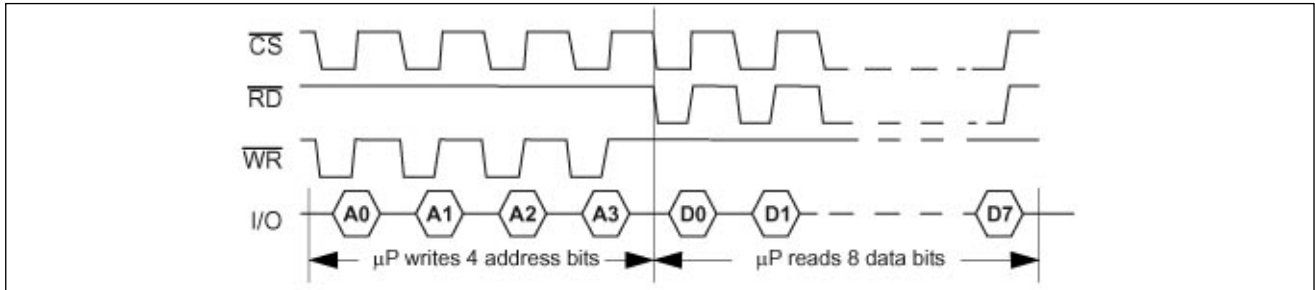 CS
RD
WR
I/O A0 A1 A2 A3 D0 D1 D7
μP writes 4 address bits μP reads 8 data bits